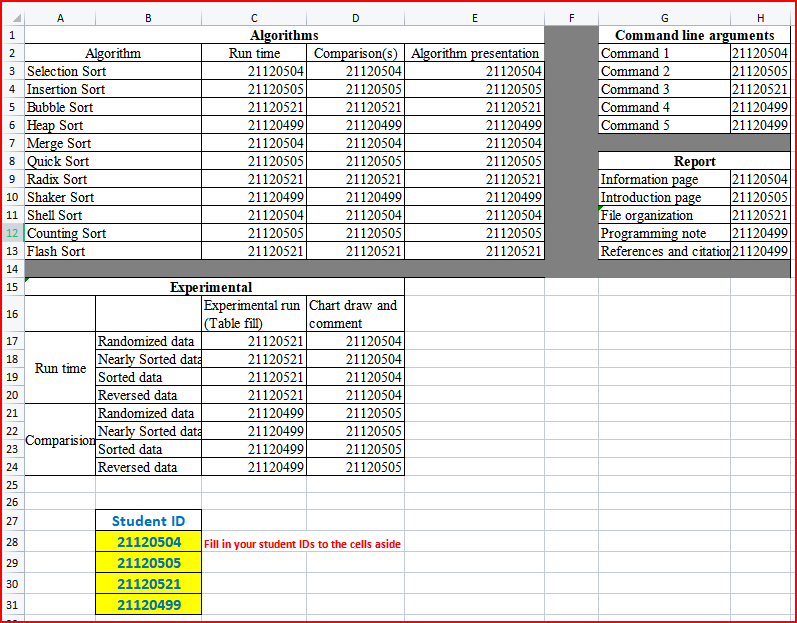 A B C D E F G H
1 Algorithms Command line arguments
2 Algorithm Run time Comparison(s) Algorithm presentation Command 1 21120504
3 Selection Sort 21120504 21120504 21120504 Command 2 21120505
4 Insertion Sort 21120505 21120505 21120505 Command 3 21120521
5 Bubble Sort 21120521 21120521 21120521 Command 4 21120499
6 Heap Sort 21120499 21120499 21120499 Command 5 21120499
7 Merge Sort 21120504 21120504 21120504
8 Quick Sort 21120505 21120505 21120505 Report
9 Radix Sort 21120521 21120521 21120521 Information page 21120504
10 Shaker Sort 21120499 21120499 21120499 Introduction page 21120505
11 Shell Sort 21120504 21120504 21120504 File organization 21120521
12 Counting Sort 21120505 21120505 21120505 Programming note 21120499
13 Flash Sort 21120521 21120521 21120521 References and citation 21120499
14
15 Experimental
16 Experimental run Chart draw and
(Table fill) comment
17 Randomized data 21120521 21120504
18 Run time Nearly Sorted data 21120521 21120504
19 Sorted data 21120521 21120504
20 Reversed data 21120521 21120504
21 Randomized data 21120499 21120505
22 Comparision Nearly Sorted data 21120499 21120505
23 Sorted data 21120499 21120505
24 Reversed data 21120499 21120505
25
26
27 Student ID
28 21120504 Fill in your student IDs to the cells aside
29 21120505
30 21120521
31 21120499